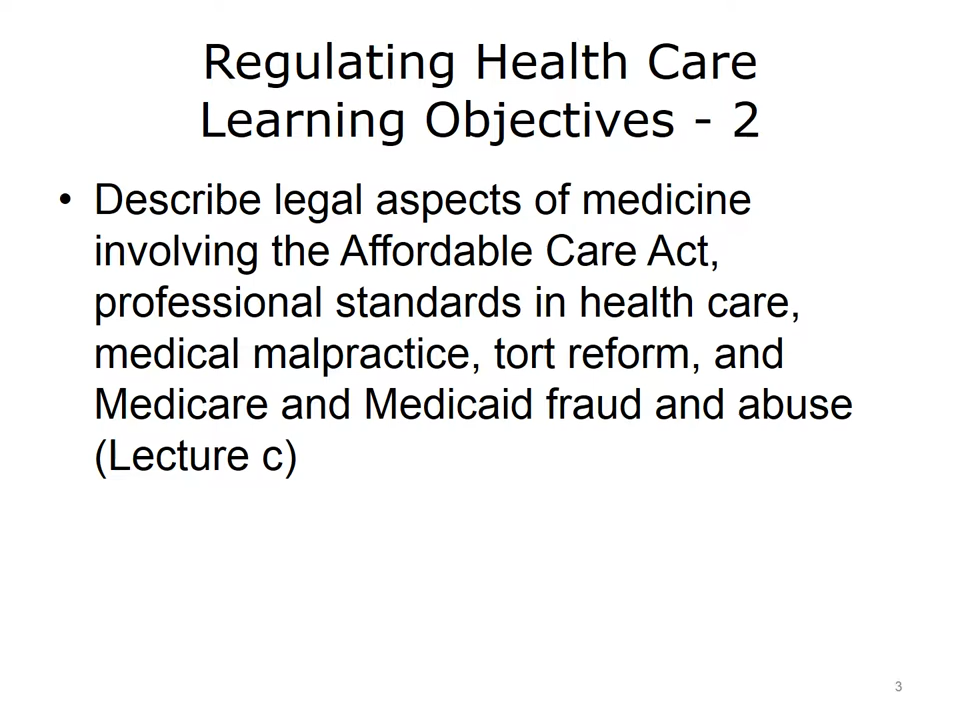 Regulating Health Care
Learning Objectives - 2
• Describe legal aspects of medicine
involving the Affordable Care Act,
professional standards in health care,
medical malpractice, tort reform, and
Medicare and Medicaid fraud and abuse
(Lecture c)
3